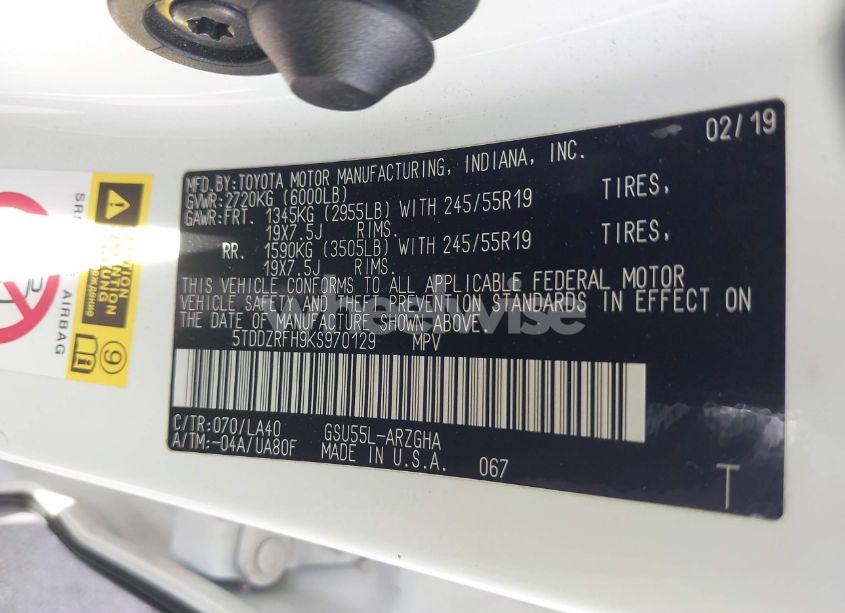 02/19
MFD.BY:TOYOTA MOTOR MANUFACTURING, INDIANA, INC.
GVWR:2720KG (6000LB)
GAWR:FRT. 1345KG (2955LB) WITH 245/55R19 TIRES,
19X7.5J RIMS.
RR. 1590KG (3505LB) WITH 245/55R19 TIRES,
19X7.5J RIMS.
THIS VEHICLE CONFORMS TO ALL APPLICABLE FEDERAL MOTOR
VEHICLE SAFETY AND THEFT PREVENTION STANDARDS IN EFFECT ON
THE DATE OF MANUFACTURE SHOWN ABOVE.
5TDDZRFH9KS970129 MPV
C/TR:070/LA40 GSU55L-ARZGHA
A/TM:-04A/UA80F MADE IN U.S.A. 067
T
wheelwise
AIRBAG
9